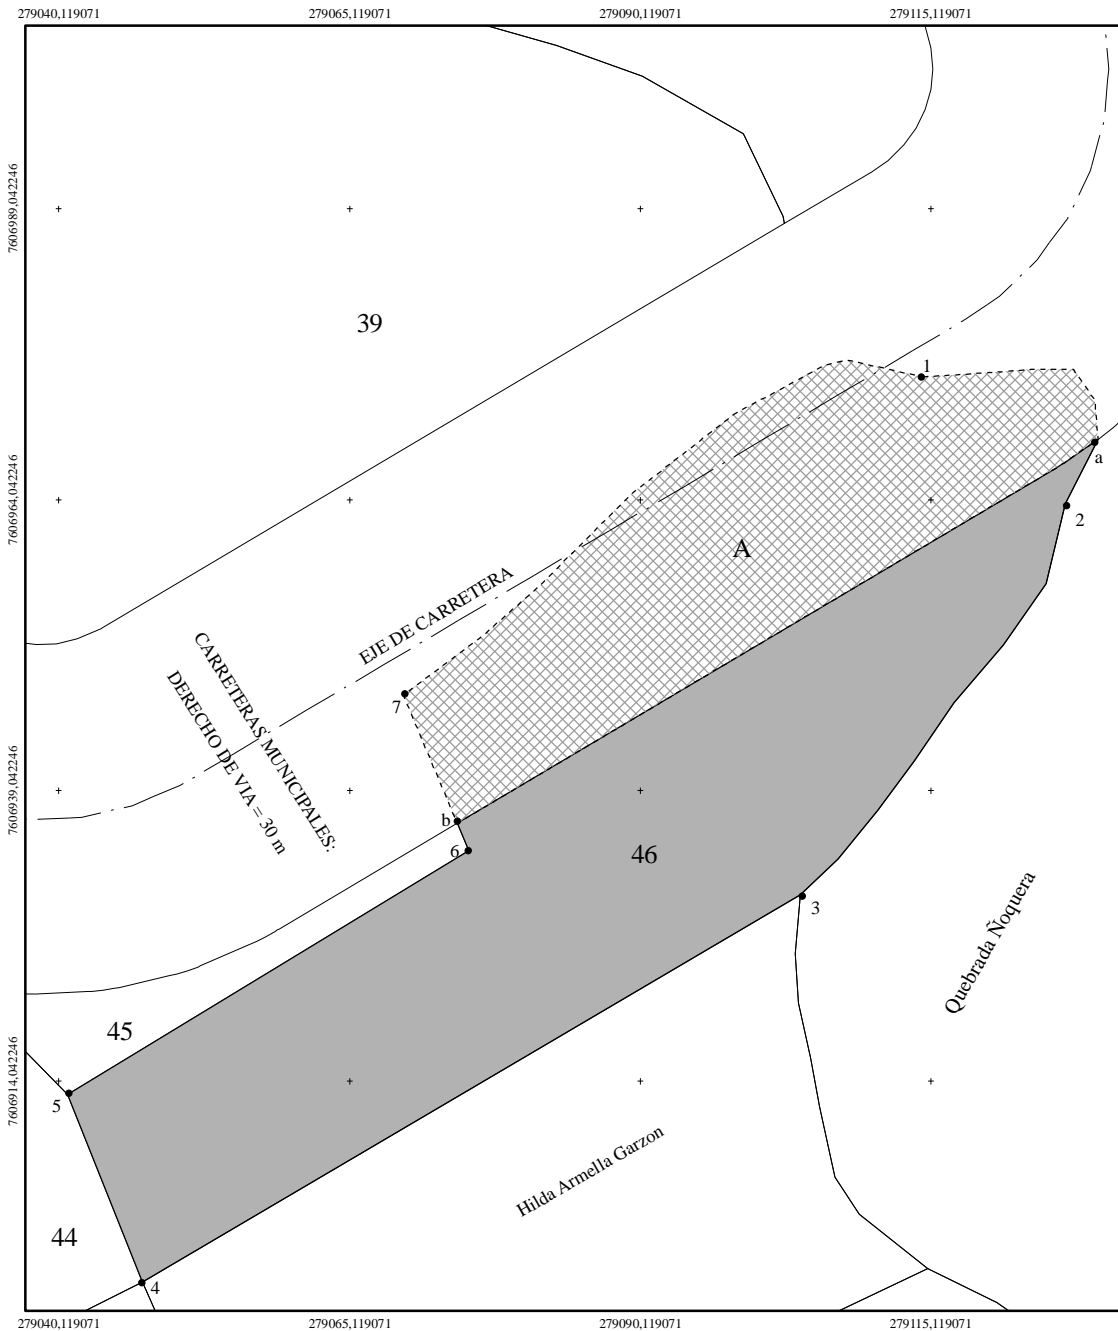 279040,119071
279065,119071
279090,119071
279115,119071
7606989,042246
39
1
a
7606964,042246
2
A
EJE DE CARRETERA
CARRETERAS MUNICIPALES:
DERECHO DE VIA = 30 m
7
7606939,042246
b
6
46
3
Quebrada Ñoquera
45
7606914,042246
5
Hilda Armella Garzon
44
4
279040,119071
279065,119071
279090,119071
279115,119071